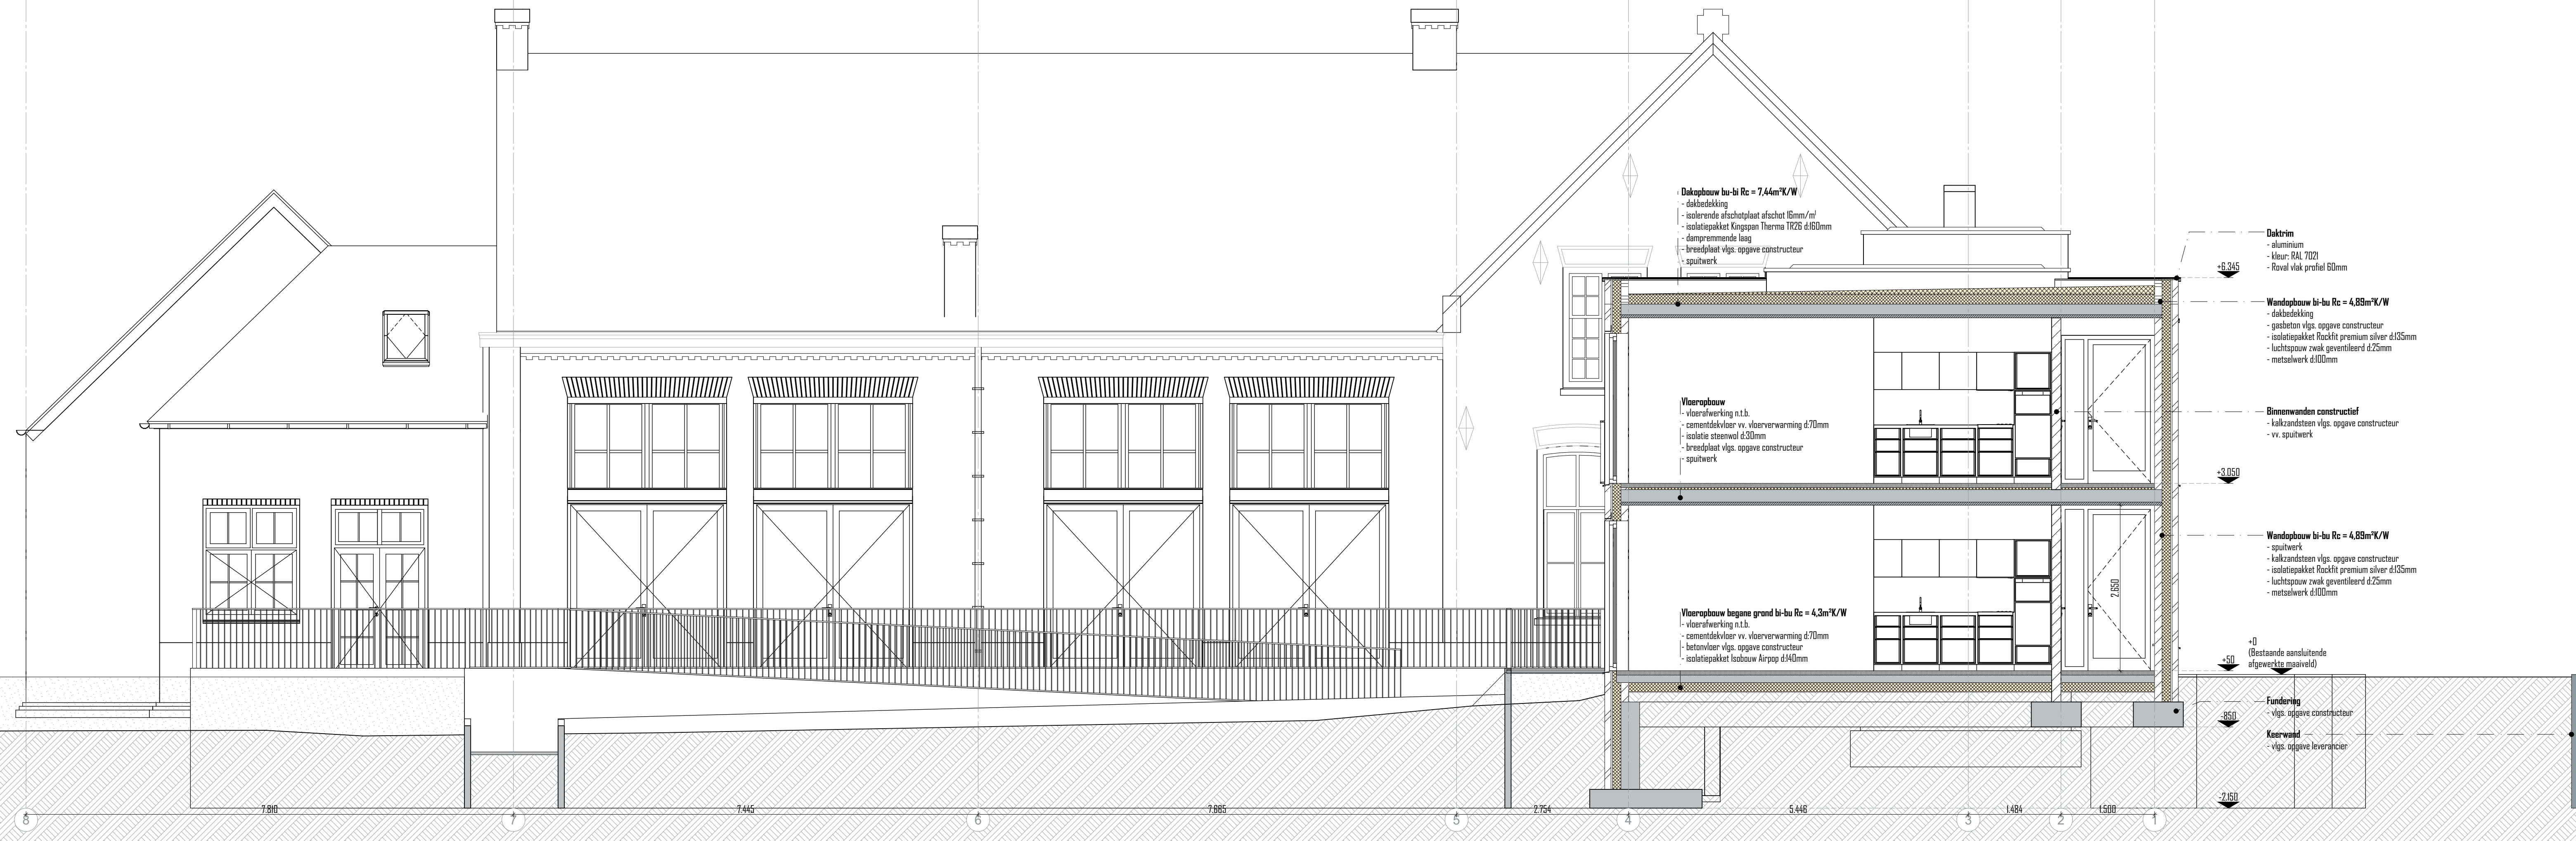 Dakopbouw bu-bi Rc = 7,44m²K/W
- dakbedekking
- isolerende afschotplaat afschot 16mm/m¹
- isolatiepakket Kingspan Therma TR26 d:160mm
- dampremmende laag
- breedplaat vlgs. opgave constructeur
- spuitwerk
Vloeropbouw
- vloerafwerking n.t.b.
- cementdekvloer vv. vloerverwarming d:70mm
- isolatie steenwol d:30mm
- breedplaat vlgs. opgave constructeur
- spuitwerk
Vloeropbouw begane grond bi-bu Rc = 4,3m²K/W
- vloerafwerking n.t.b.
- cementdekvloer vv. vloerverwarming d:70mm
- betonvloer vlgs. opgave constructeur
- isolatiepakket Isobouw Airpop d:140mm
2.650
+6.345
+3.050
+50
-850
-2.150
+0
(Bestaande aansluitende
afgewerkte maaiveld)
Daktrim
- aluminium
- kleur: RAL 7021
- Roval vlak profiel 60mm
Wandopbouw bi-bu Rc = 4,89m²K/W
- dakbedekking
- gasbeton vlgs. opgave constructeur
- isolatiepakket Rockfit premium silver d:135mm
- luchtspouw zwak geventileerd d:25mm
- metselwerk d:100mm
Binnenwanden constructief
- kalkzandsteen vlgs. opgave constructeur
- vv. spuitwerk
Wandopbouw bi-bu Rc = 4,89m²K/W
- spuitwerk
- kalkzandsteen vlgs. opgave constructeur
- isolatiepakket Rockfit premium silver d:135mm
- luchtspouw zwak geventileerd d:25mm
- metselwerk d:100mm
Fundering
- vlgs. opgave constructeur
Keerwand
- vlgs. opgave leverancier
7.810 7.445 7.665 2.754 5.446 1.484 1.500
8 7 6 5 4 3 2 1